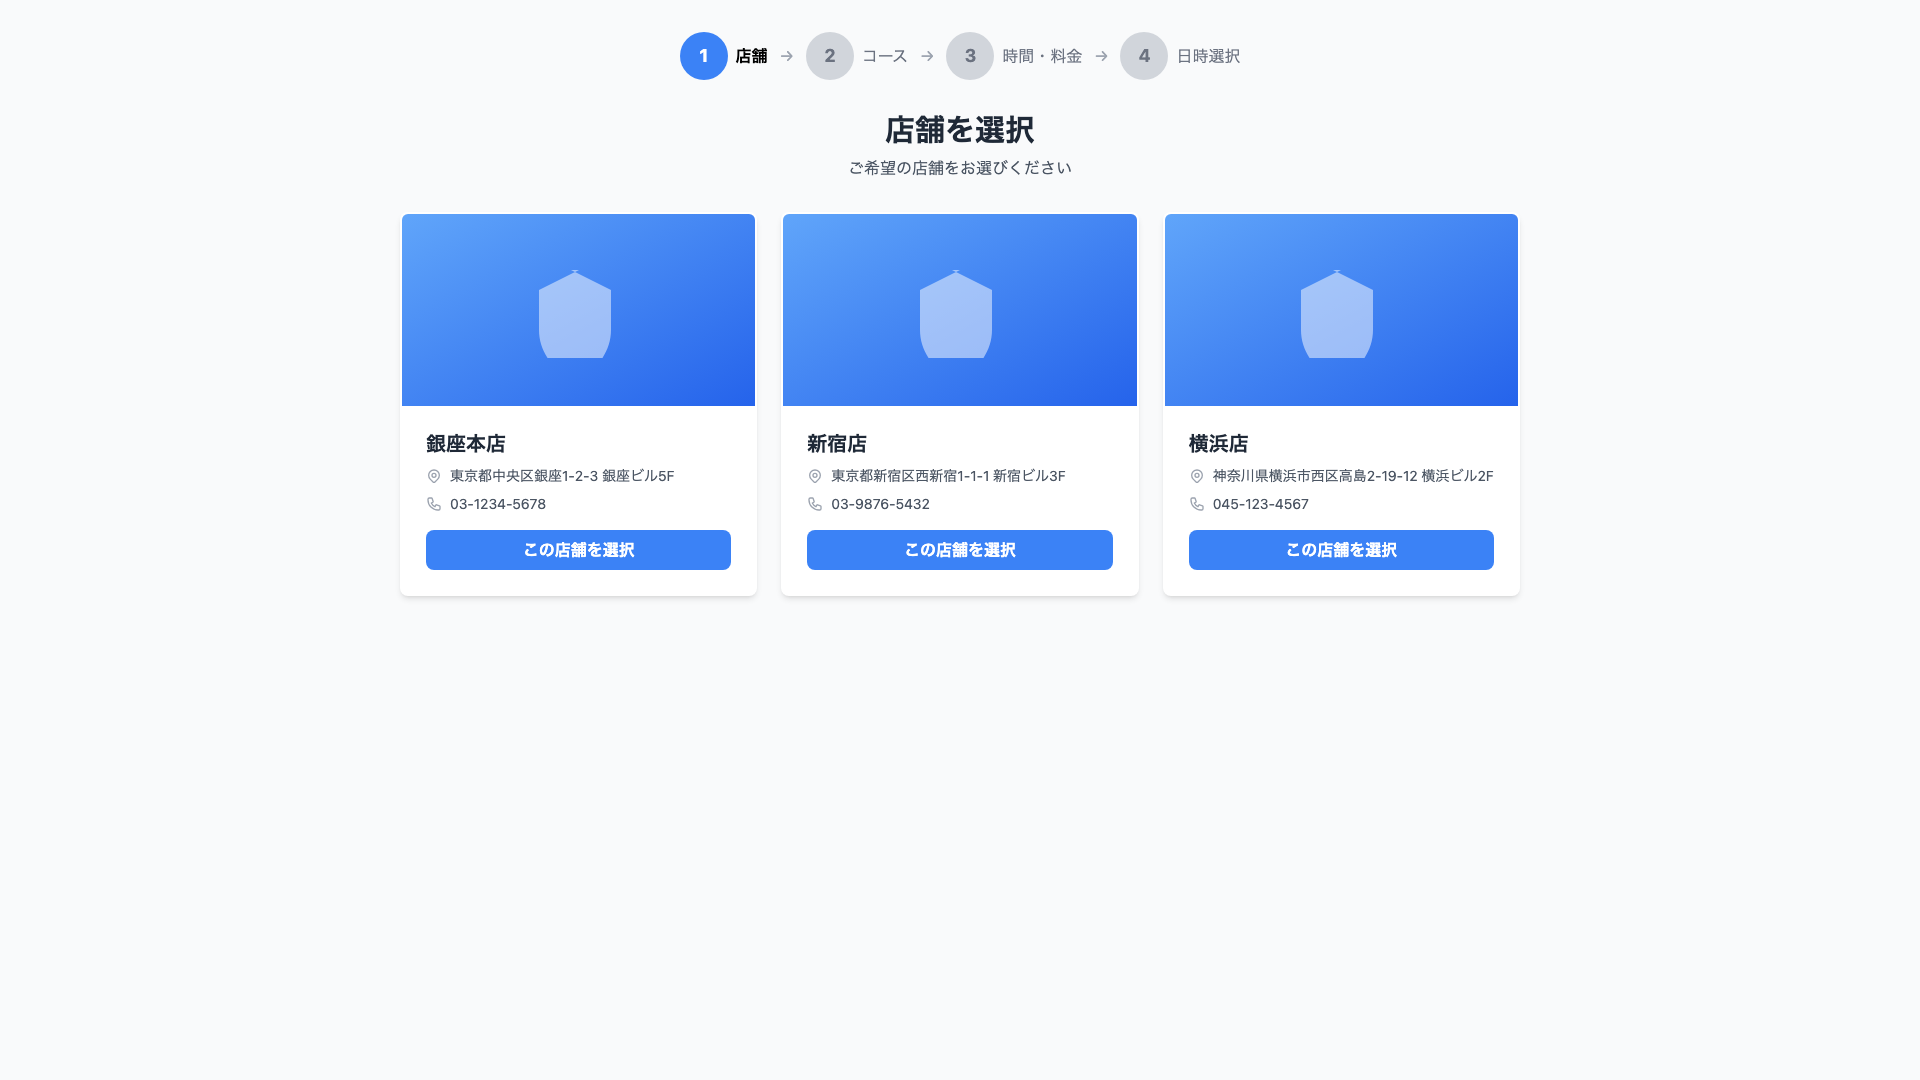 1 店舗 → 2 コース → 3 時間・料金 → 4 日時選択
店舗を選択
ご希望の店舗をお選びください
銀座本店
東京都中央区銀座1-2-3 銀座ビル5F
03-1234-5678
この店舗を選択
新宿店
東京都新宿区西新宿1-1-1 新宿ビル3F
03-9876-5432
この店舗を選択
横浜店
神奈川県横浜市西区高島2-19-12 横浜ビル2F
045-123-4567
この店舗を選択